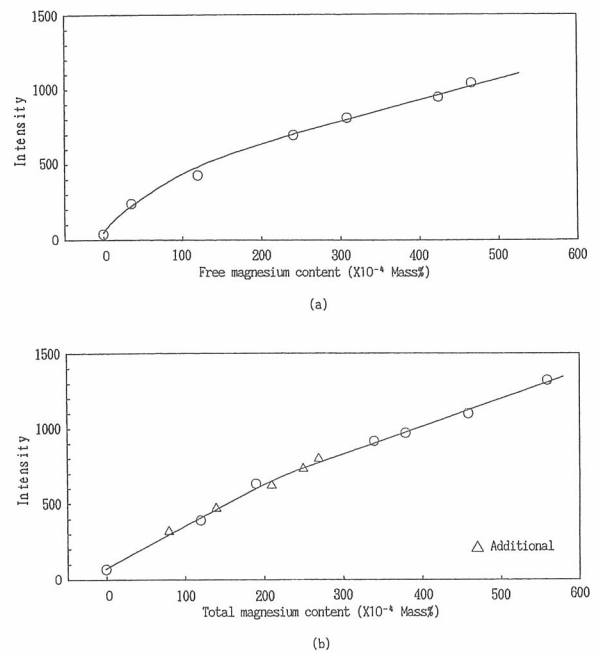 1500
1000
500
0
Intensity
0 100 200 300 400 500 600
Free magnesium content (X10⁻⁴ Mass%)
(a)
1500
1000
500
0
Intensity
△ Additional
0 100 200 300 400 500 600
Total magnesium content (X10⁻⁴ Mass%)
(b)